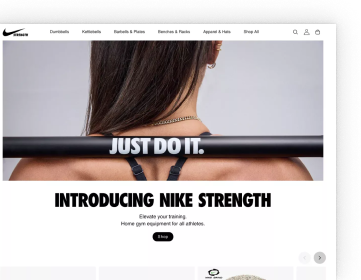 STRENGTH
Dumbbells Kettlebells Barbells & Plates Benches & Racks Apparel & Hats Shop All
JUST DO IT.
INTRODUCING NIKE STRENGTH
Elevate your training.
Home gym equipment for all athletes.
Shop